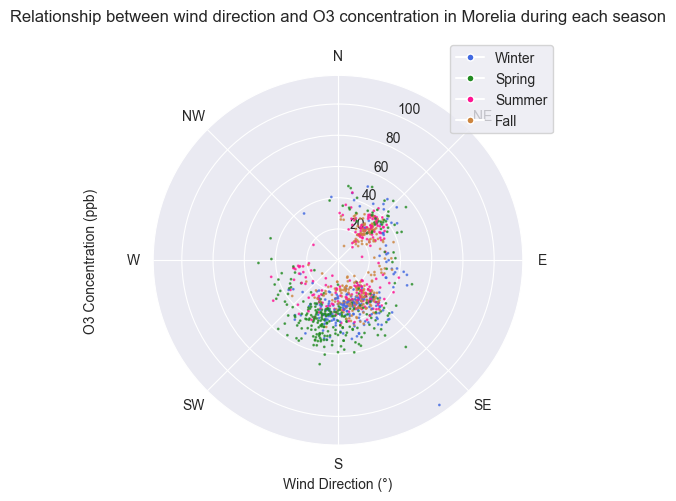 Relationship between wind direction and O3 concentration in Morelia during each season
N
Winter
Spring
Summer
Fall
NW
NE
100
80
60
40
20
W
E
O3 Concentration (ppb)
SW
SE
S
Wind Direction (°)